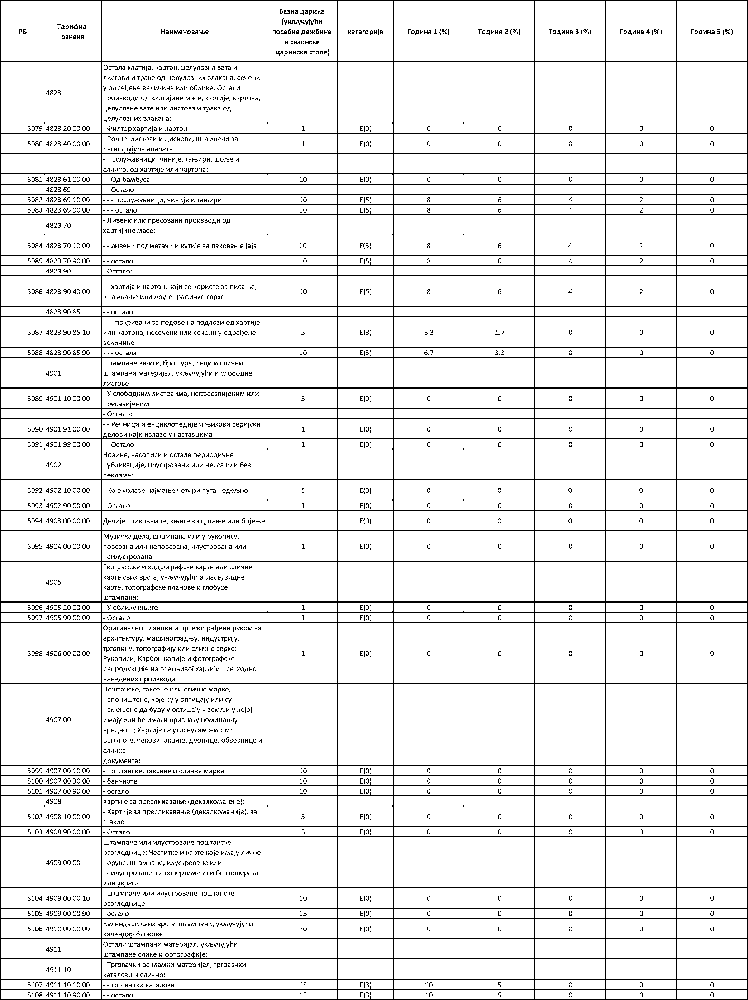 РБ Тарифна ознака Наименовање Базна царина (укључујући посебне дажбине и сезонске царинске стопе) категорија Година 1 (%) Година 2 (%) Година 3 (%) Година 4 (%) Година 5 (%)
4823 Остала хартија, картон, целулозна вата и
листови и траке од целулозних влакана, сечени
у одређене величине или облике; Остали
производи од хартијине масе, хартије, картона,
целулозне вате или листова и трака од
целулозних влакана:
5079 4823 20 00 00 - Филтер хартија и картон 1 E(0) 0 0 0 0 0
5080 4823 40 00 00 - Ролне, листови и дискови, штампани за
региструјуће апарате 1 E(0) 0 0 0 0 0
- Послужавници, чиније, тањири, шоље и
слично, од хартије или картона:
5081 4823 61 00 00 - - Од бамбуса 10 E(0) 0 0 0 0 0
4823 69 - - Остало:
5082 4823 69 10 00 - - - послужавници, чиније и тањири 10 E(5) 8 6 4 2 0
5083 4823 69 90 00 - - - остало 10 E(5) 8 6 4 2 0
4823 70 - Ливени или пресовани производи од
хартијине масе:
5084 4823 70 10 00 - - ливени подметачи и кутије за паковање јаја 10 E(5) 8 6 4 2 0
5085 4823 70 90 00 - - остало 10 E(5) 8 6 4 2 0
4823 90 - Остало:
5086 4823 90 40 00 - - хартија и картон, који се користе за писање,
штампање или друге графичке сврхе 10 E(5) 8 6 4 2 0
4823 90 85 - - остало:
5087 4823 90 85 10 - - - покривачи за подове на подлози од хартије
или картона, несечени или сечени у одређене
величине 5 E(3) 3.3 1.7 0 0 0
5088 4823 90 85 90 - - - остала 10 E(3) 6.7 3.3 0 0 0
4901 Штампане књиге, брошуре, леци и слични
штампани материјал, укључујући и слободне
листове:
5089 4901 10 00 00 - У слободним листовима, непресавијеним или
пресавијеним 3 E(0) 0 0 0 0 0
- Остало:
5090 4901 91 00 00 - - Речници и енциклопедије и њихови серијски
делови који излазе у наставцима 1 E(0) 0 0 0 0 0
5091 4901 99 00 00 - - Остало 1 E(0) 0 0 0 0 0
4902 Новине, часописи и остале периодичне
публикације, илустровани или не, са или без
рекламе:
5092 4902 10 00 00 - Које излазе најмање четири пута недељно 1 E(0) 0 0 0 0 0
5093 4902 90 00 00 - Остало 1 E(0) 0 0 0 0 0
5094 4903 00 00 00 Дечије сликовнице, књиге за цртање или бојење 1 E(0) 0 0 0 0 0
5095 4904 00 00 00 Музичка дела, штампана или у рукопису,
повезана или неповезана, илустрована или
неилустрована 1 E(0) 0 0 0 0 0
4905 Географске и хидрографске карте или сличне
карте свих врста, укључујући атласе, зидне
карте, топографске планове и глобусе,
штампани:
5096 4905 20 00 00 - У облику књиге 1 E(0) 0 0 0 0 0
5097 4905 90 00 00 - Остало 1 E(0) 0 0 0 0 0
5098 4906 00 00 00 Оригинални планови и цртежи рађени руком за
архитектуру, машиноградњу, индустрију,
трговину, топографију или сличне сврхе;
Рукописи; Карбон копије и фотографске
репродукције на осетљивој хартији претходно
наведених производа 1 E(0) 0 0 0 0 0
4907 00 Поштанске, таксене или сличне марке,
непоништене, које су у оптицају или су
намењене да буду у оптицају у земљи у којој
имају или ће имати признату номиналну
вредност; Хартије са утиснутим жигом;
Банкноте, чекови, акције, деонице, обвезнице и
слична
документа:
5099 4907 00 10 00 - поштанске, таксене и сличне марке 10 E(0) 0 0 0 0 0
5100 4907 00 30 00 - банкноте 10 E(0) 0 0 0 0 0
5101 4907 00 90 00 - остало 10 E(0) 0 0 0 0 0
4908 Хартије за пресликавање (декалкоманије):
5102 4908 10 00 00 - Хартије за пресликавање (декалкоманије), за
стакло 5 E(0) 0 0 0 0 0
5103 4908 90 00 00 - Остало 5 E(0) 0 0 0 0 0
4909 00 00 Штампане или илустроване поштанске
разгледнице; Честитке и карте које имају личне
поруке, штампане, илустроване или
неилустроване, са ковертима или без коверата
или украса:
5104 4909 00 00 10 - штампане или илустроване поштанске
разгледнице 10 E(0) 0 0 0 0 0
5105 4909 00 00 90 - остало 15 E(0) 0 0 0 0 0
5106 4910 00 00 00 Календари свих врста, штампани, укључујући
календар блокове 20 E(0) 0 0 0 0 0
4911 Остали штампани материјал, укључујући
штампане слике и фотографије:
4911 10 - Трговачки рекламни материјал, трговачки
каталози и слично:
5107 4911 10 10 00 - - трговачки каталози 15 E(3) 10 5 0 0 0
5108 4911 10 90 00 - - остало 15 E(3) 10 5 0 0 0